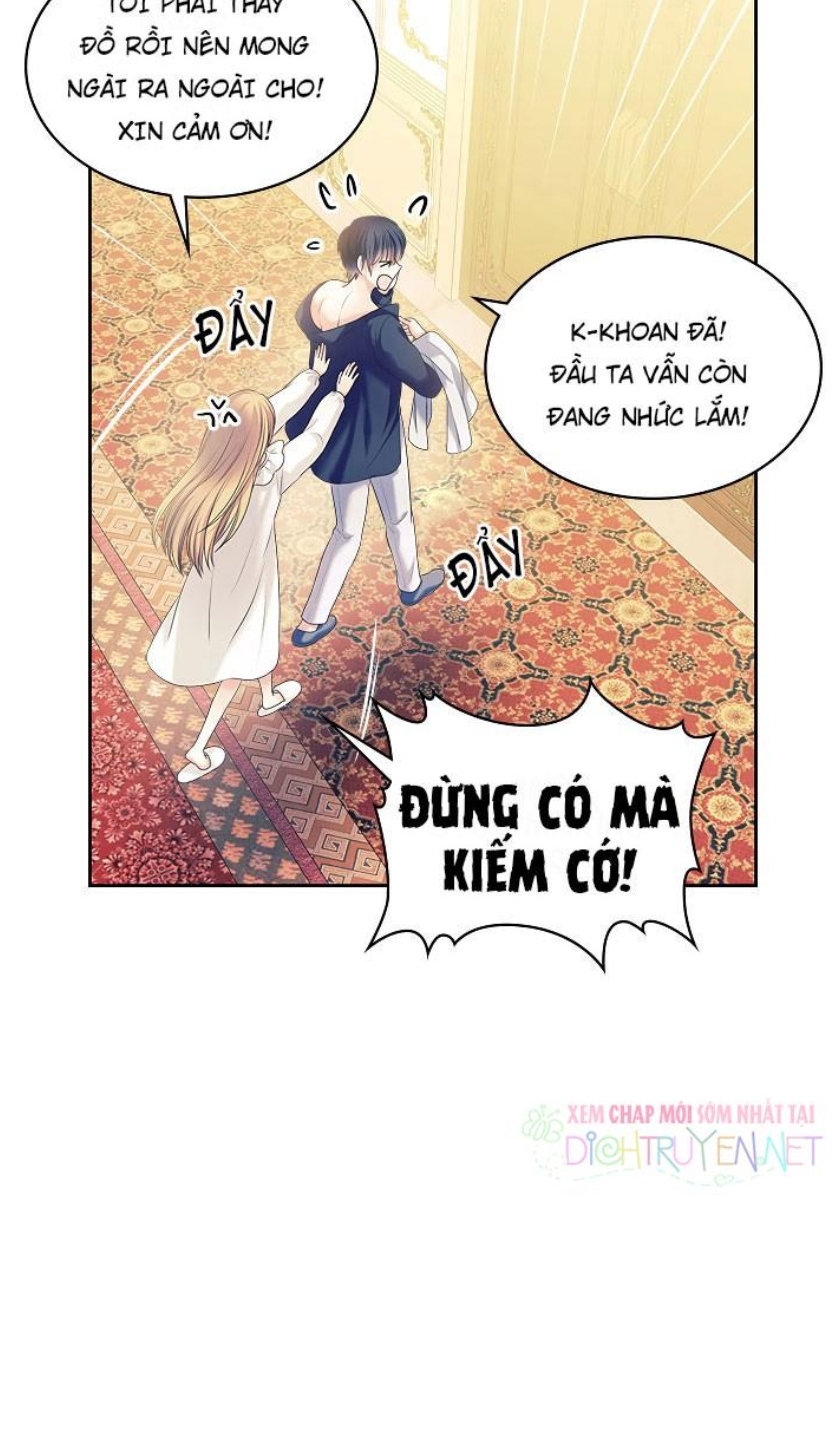 TÔI PHẢI THAY
ĐỒ RỒI NÊN MONG
NGÀI RA NGOÀI CHO!
XIN CẢM ƠN!
ĐẨY
K-KHOAN ĐÃ!
ĐẦU TA VẪN CÒN
ĐANG NHỨC LẮM!
ĐẨY
ĐỪNG CÓ MÀ
KIẾM CỚ!
XEM CHAP MỚI SỚM NHẤT TẠI
DICHTRUYEN.NET